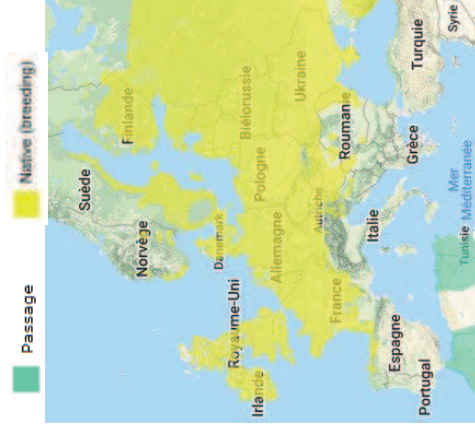 Passage
Native (breeding)
Suède
Finlande
Norvège
Danemark
Royaume-Uni
Irlande
Biélorussie
Pologne
Allemagne
Ukraine
Autriche
France
Roumanie
Italie
Grèce
Turquie
Syrie
Espagne
Portugal
Mer
Méditerranée
Tunisie